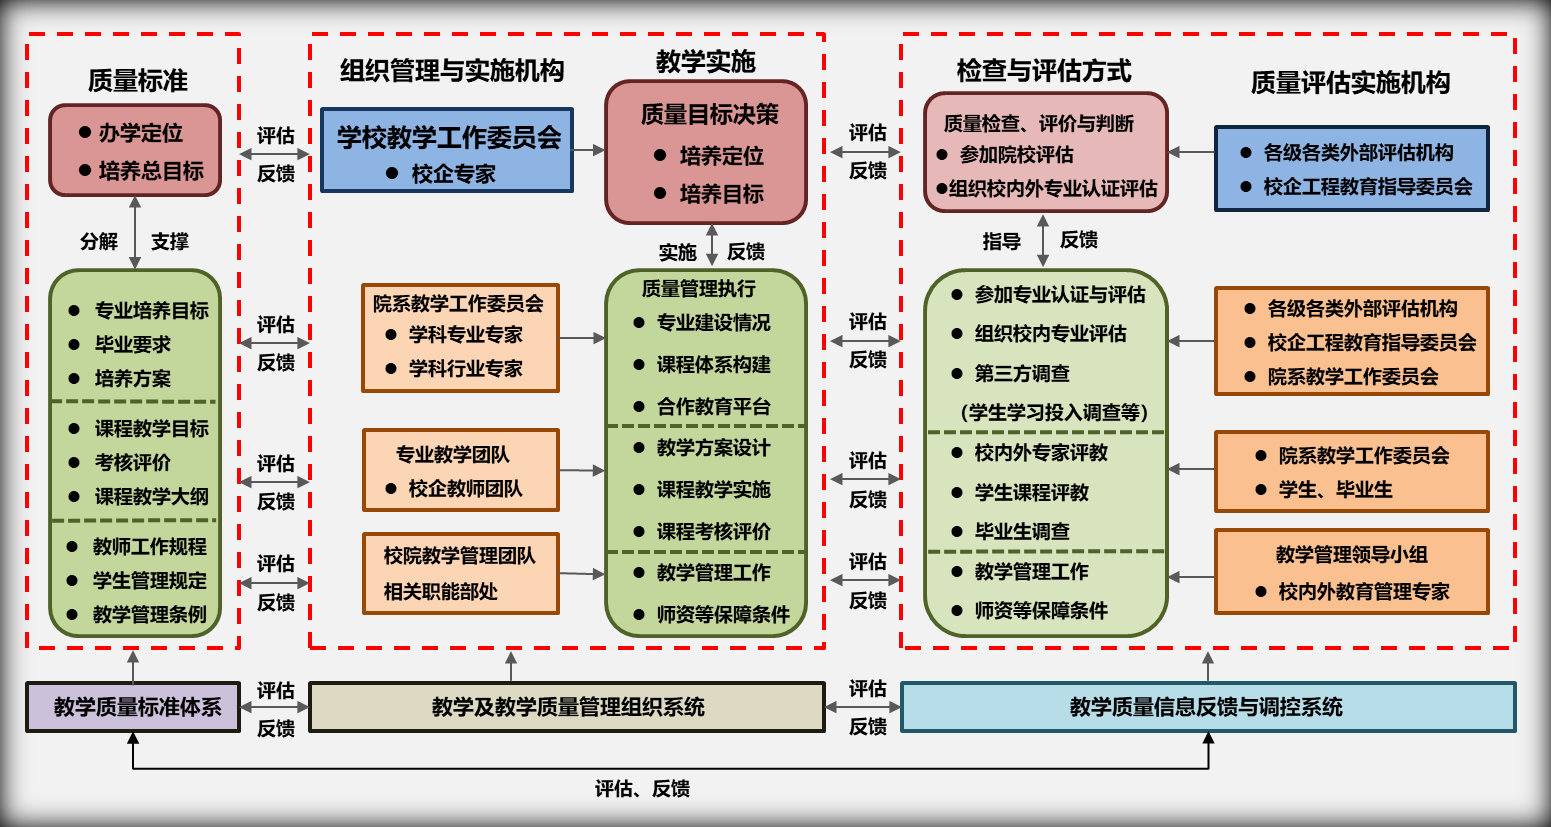 质量标准
● 办学定位
● 培养总目标
分解 支撑
● 专业培养目标
● 毕业要求
● 培养方案
● 课程教学目标
● 考核评价
● 课程教学大纲
● 教师工作规程
● 学生管理规定
● 教学管理条例
教学质量标准体系
评估
反馈
评估
反馈
评估
反馈
评估
反馈
评估
反馈
组织管理与实施机构
学校教学工作委员会
● 校企专家
院系教学工作委员会
● 学科专业专家
● 学科行业专家
专业教学团队
● 校企教师团队
校院教学管理团队
相关职能部处
教学实施
质量目标决策
● 培养定位
● 培养目标
实施 反馈
质量管理执行
● 专业建设情况
● 课程体系构建
● 合作教育平台
● 教学方案设计
● 课程教学实施
● 课程考核评价
● 教学管理工作
● 师资等保障条件
教学及教学质量管理组织系统
评估
反馈
评估
反馈
评估
反馈
评估
反馈
评估
反馈
检查与评估方式
质量检查、评价与判断
● 参加院校评估
●组织校内外专业认证评估
指导 反馈
● 参加专业认证与评估
● 组织校内专业评估
● 第三方调查
（学生学习投入调查等）
● 校内外专家评教
● 学生课程评教
● 毕业生调查
● 教学管理工作
● 师资等保障条件
质量评估实施机构
● 各级各类外部评估机构
● 校企工程教育指导委员会
● 各级各类外部评估机构
● 校企工程教育指导委员会
● 院系教学工作委员会
● 院系教学工作委员会
● 学生、毕业生
教学管理领导小组
● 校内外教育管理专家
教学质量信息反馈与调控系统
评估、反馈